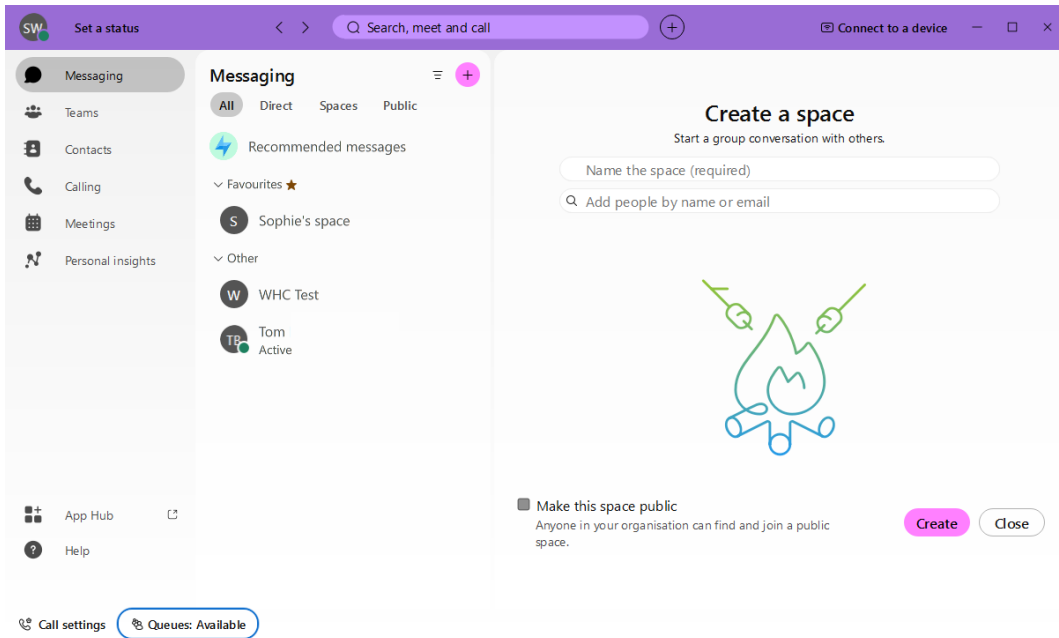 SW
Set a status
Search, meet and call
Connect to a device
Messaging
Teams
Contacts
Calling
Meetings
Personal insights
App Hub
Help
Messaging
All Direct Spaces Public
Recommended messages
Favourites
S Sophie's space
Other
W WHC Test
TB Tom
Active
Create a space
Start a group conversation with others.
Name the space (required)
Add people by name or email
Make this space public
Anyone in your organisation can find and join a public
space.
Create Close
Call settings Queues: Available